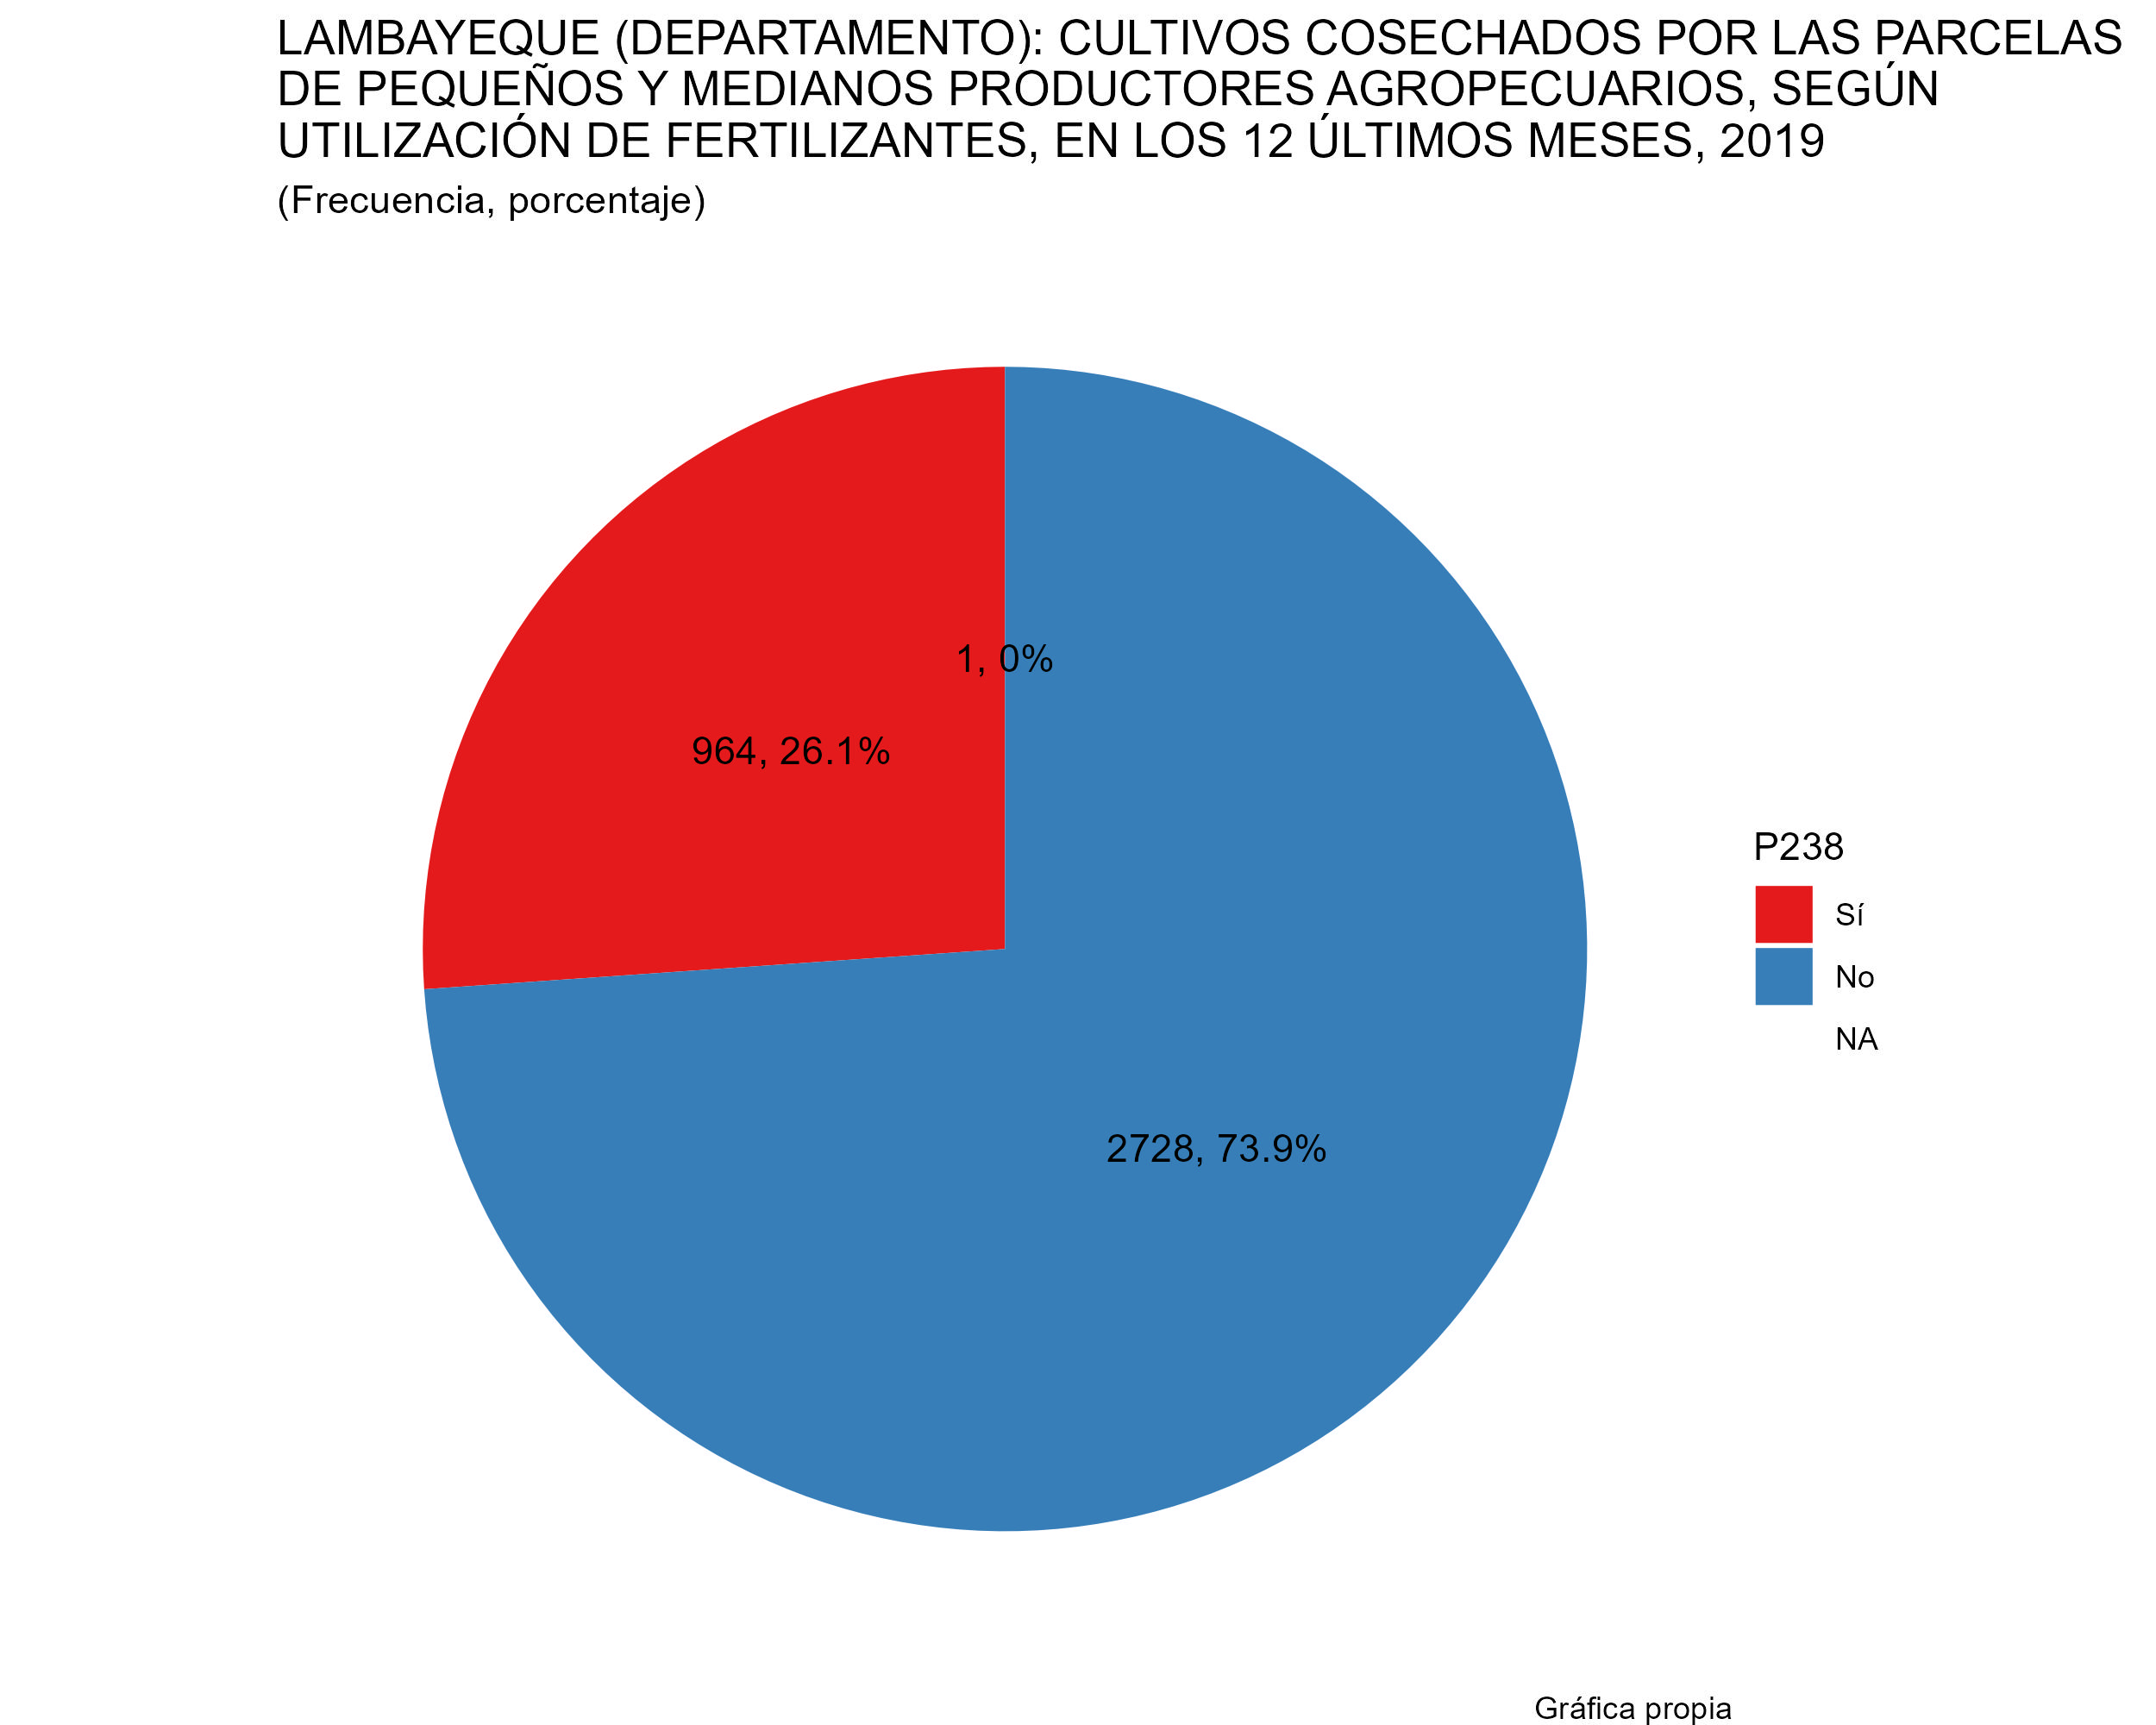 LAMBAYEQUE (DEPARTAMENTO): CULTIVOS COSECHADOS POR LAS PARCELAS
DE PEQUEÑOS Y MEDIANOS PRODUCTORES AGROPECUARIOS, SEGÚN
UTILIZACIÓN DE FERTILIZANTES, EN LOS 12 ÚLTIMOS MESES, 2019
(Frecuencia, porcentaje)
1, 0%
964, 26.1%
2728, 73.9%
P238
Sí
No
NA
Gráfica propia